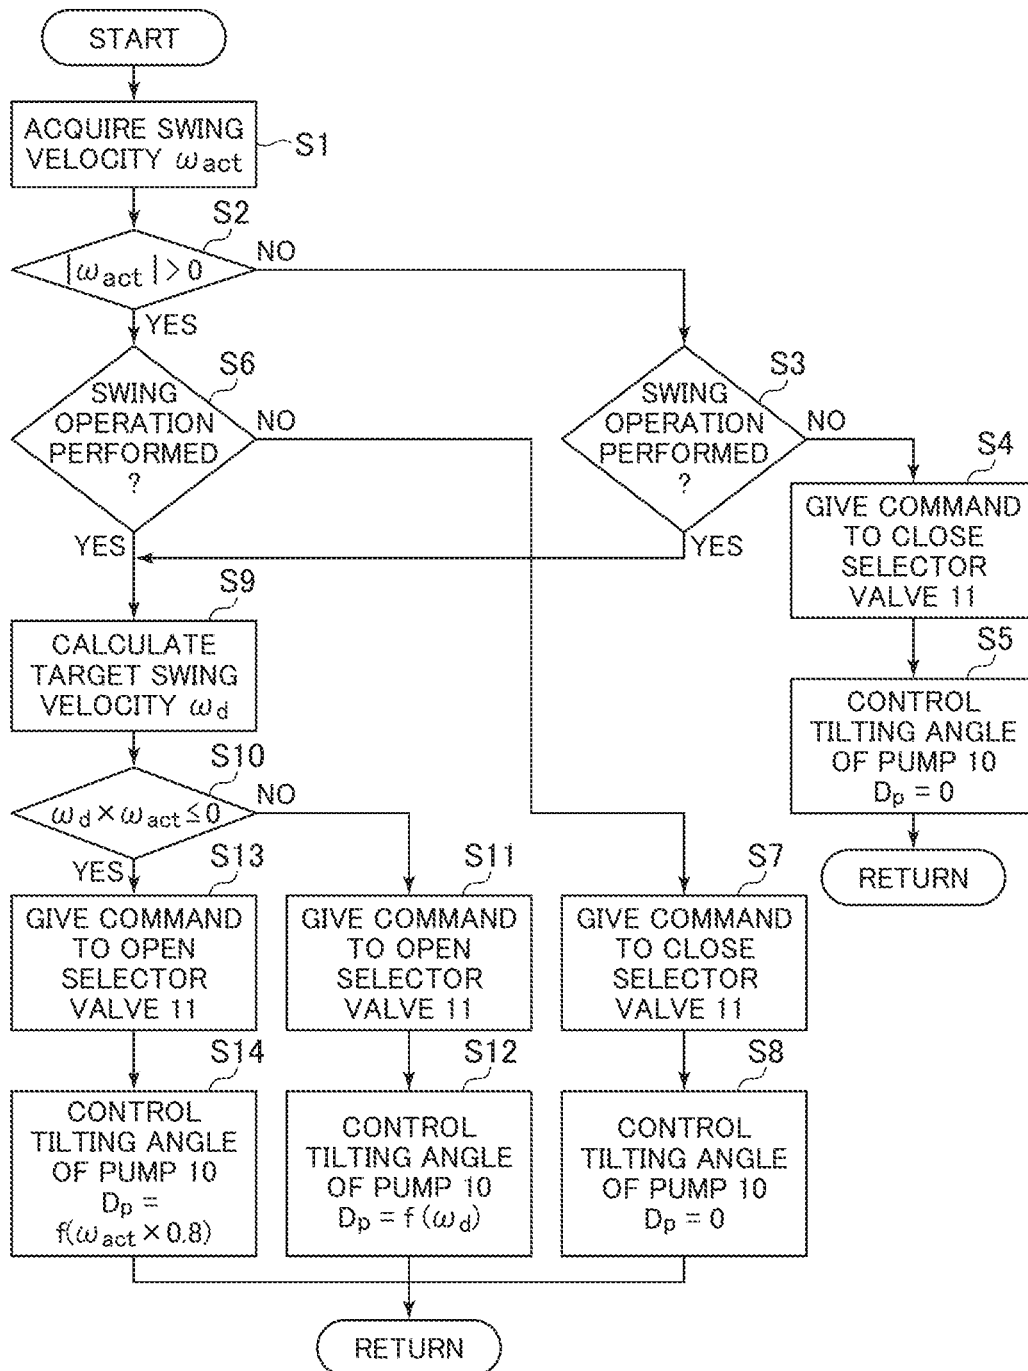 START
ACQUIRE SWING
VELOCITY ωact
S1
S2
|ωact| > 0
NO
YES
S6
SWING
OPERATION
PERFORMED
?
NO
YES
S3
SWING
OPERATION
PERFORMED
?
NO
YES
S4
GIVE COMMAND
TO CLOSE
SELECTOR
VALVE 11
S5
CONTROL
TILTING ANGLE
OF PUMP 10
Dp = 0
RETURN
S9
CALCULATE
TARGET SWING
VELOCITY ωd
S10
ωd × ωact ≤ 0
NO
YES
S13
GIVE COMMAND
TO OPEN
SELECTOR
VALVE 11
S11
GIVE COMMAND
TO OPEN
SELECTOR
VALVE 11
S7
GIVE COMMAND
TO CLOSE
SELECTOR
VALVE 11
S14
CONTROL
TILTING ANGLE
OF PUMP 10
Dp =
f(ωact × 0.8)
S12
CONTROL
TILTING ANGLE
OF PUMP 10
Dp = f (ωd)
S8
CONTROL
TILTING ANGLE
OF PUMP 10
Dp = 0
RETURN